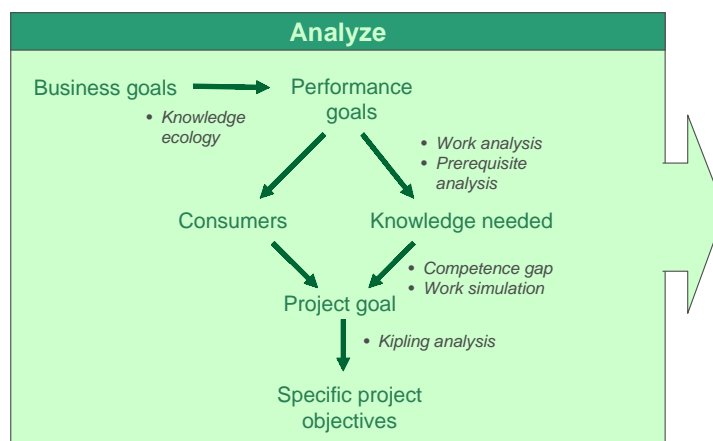 Analyze
Business goals
Performance
goals
• Knowledge
ecology
• Work analysis
• Prerequisite
analysis
Consumers
Knowledge needed
• Competence gap
• Work simulation
Project goal
• Kipling analysis
Specific project
objectives